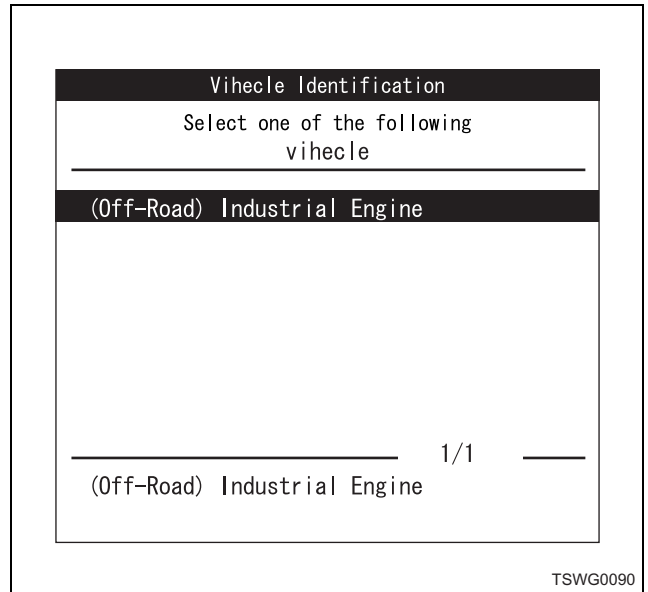 Vihecle Identification
Select one of the following
vihecle
(Off-Road) Industrial Engine
1/1
(Off-Road) Industrial Engine
TSWG0090